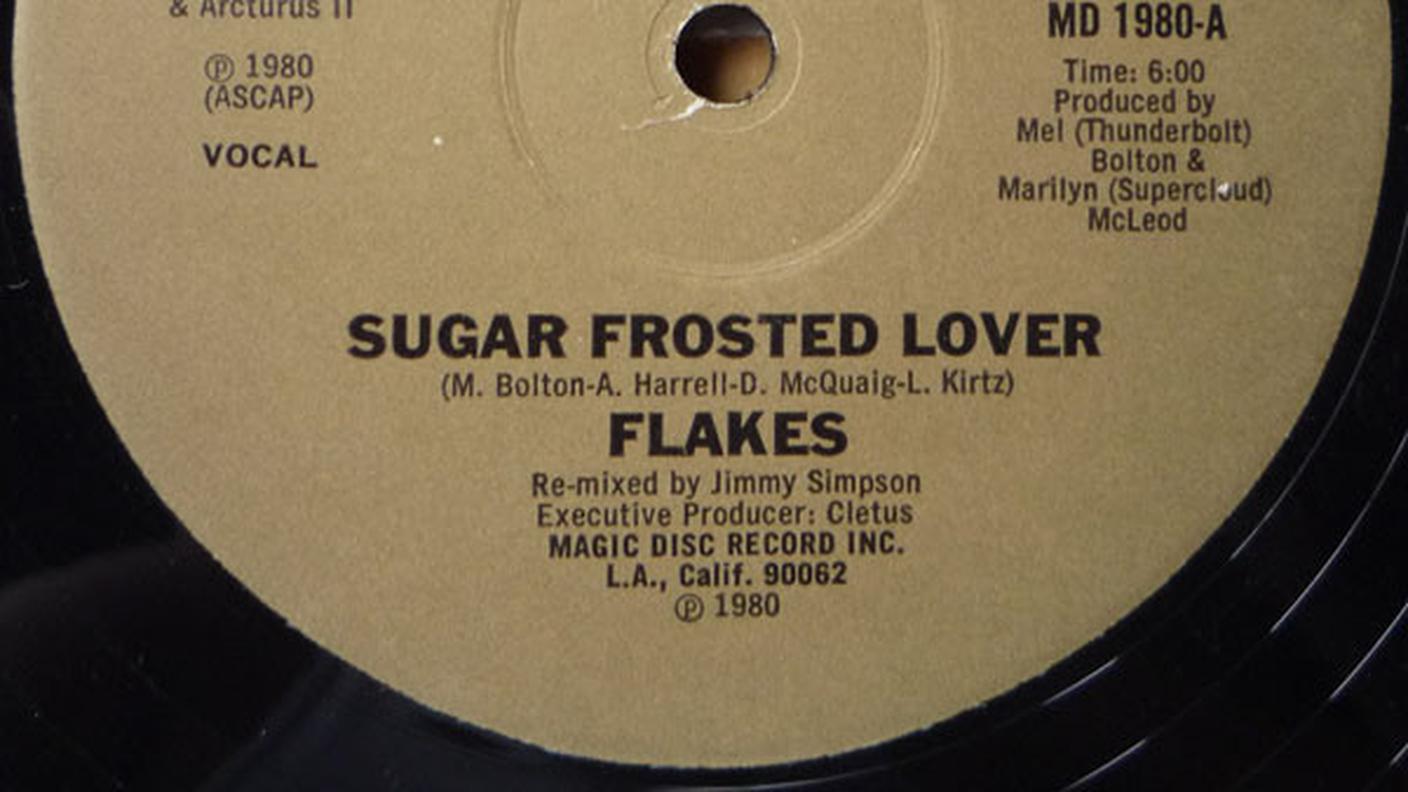 & Arcturus II
℗ 1980
(ASCAP)
VOCAL
MD 1980-A
Time: 6:00
Produced by
Mel (Thunderbolt)
Bolton &
Marilyn (Supercloud)
McLeod
SUGAR FROSTED LOVER
(M. Bolton-A. Harrell-D. McQuaig-L. Kirtz)
FLAKES
Re-mixed by Jimmy Simpson
Executive Producer: Cletus
MAGIC DISC RECORD INC.
L.A., Calif. 90062
℗ 1980